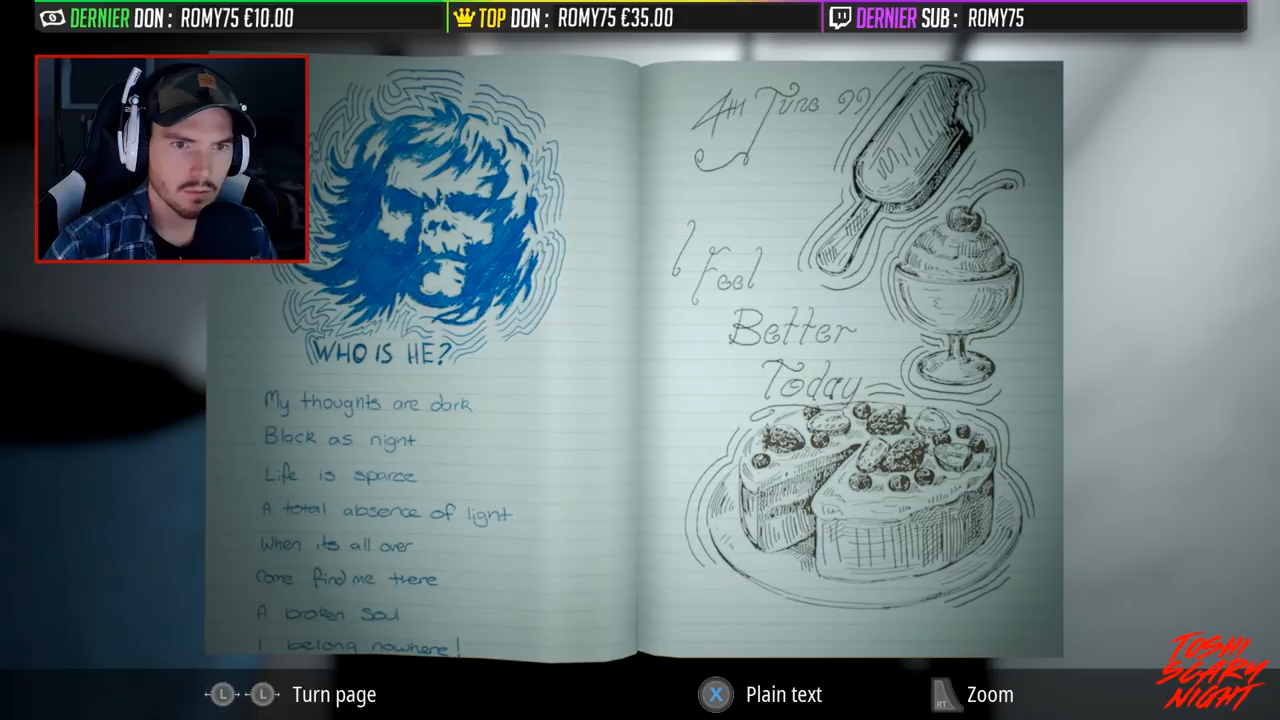 DERNIER DON : ROMY75 €10.00
TOP DON : ROMY75 €35.00
DERNIER SUB : ROMY75
WHO IS HE?
My thoughts are dark
Black as night
Life is sparce
A total absence of light
When its all over
Come find me there
A broken soul
I belong nowhere!
4th June 99
I
Feel
Better
Today
L L Turn page
X Plain text
RT Zoom
TOSHI
SCARY
NIGHT